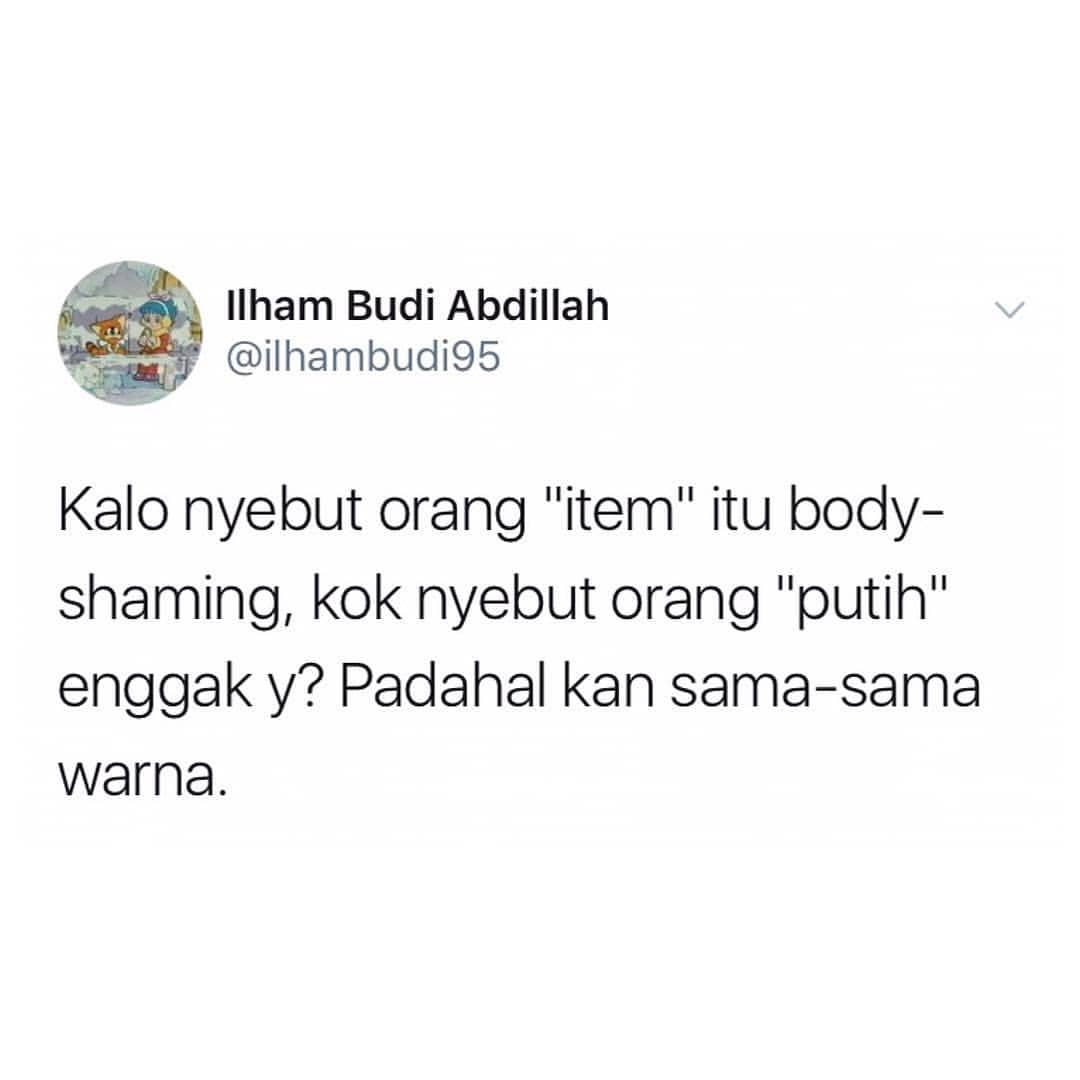 Ilham Budi Abdillah
@ilhambudi95
Kalo nyebut orang "item" itu body-
shaming, kok nyebut orang "putih"
enggak y? Padahal kan sama-sama
warna.